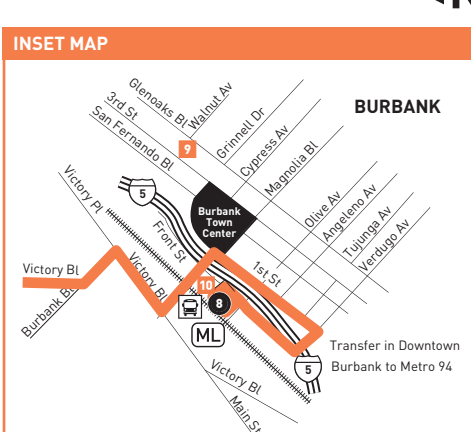 INSET MAP
BURBANK
Glenoaks Bl
Walnut Av
3rd St
San Fernando Bl
Grinnell Dr
Cypress Av
Magnolia Bl
9
5
Burbank
Town
Center
Olive Av
Angeleno Av
Tujunga Av
Verdugo Av
Victory Pl
Front St
1st St
Victory Bl
Victory Bl
10
8
ML
Transfer in Downtown
Burbank to Metro 94
5
Victory Bl
Main St